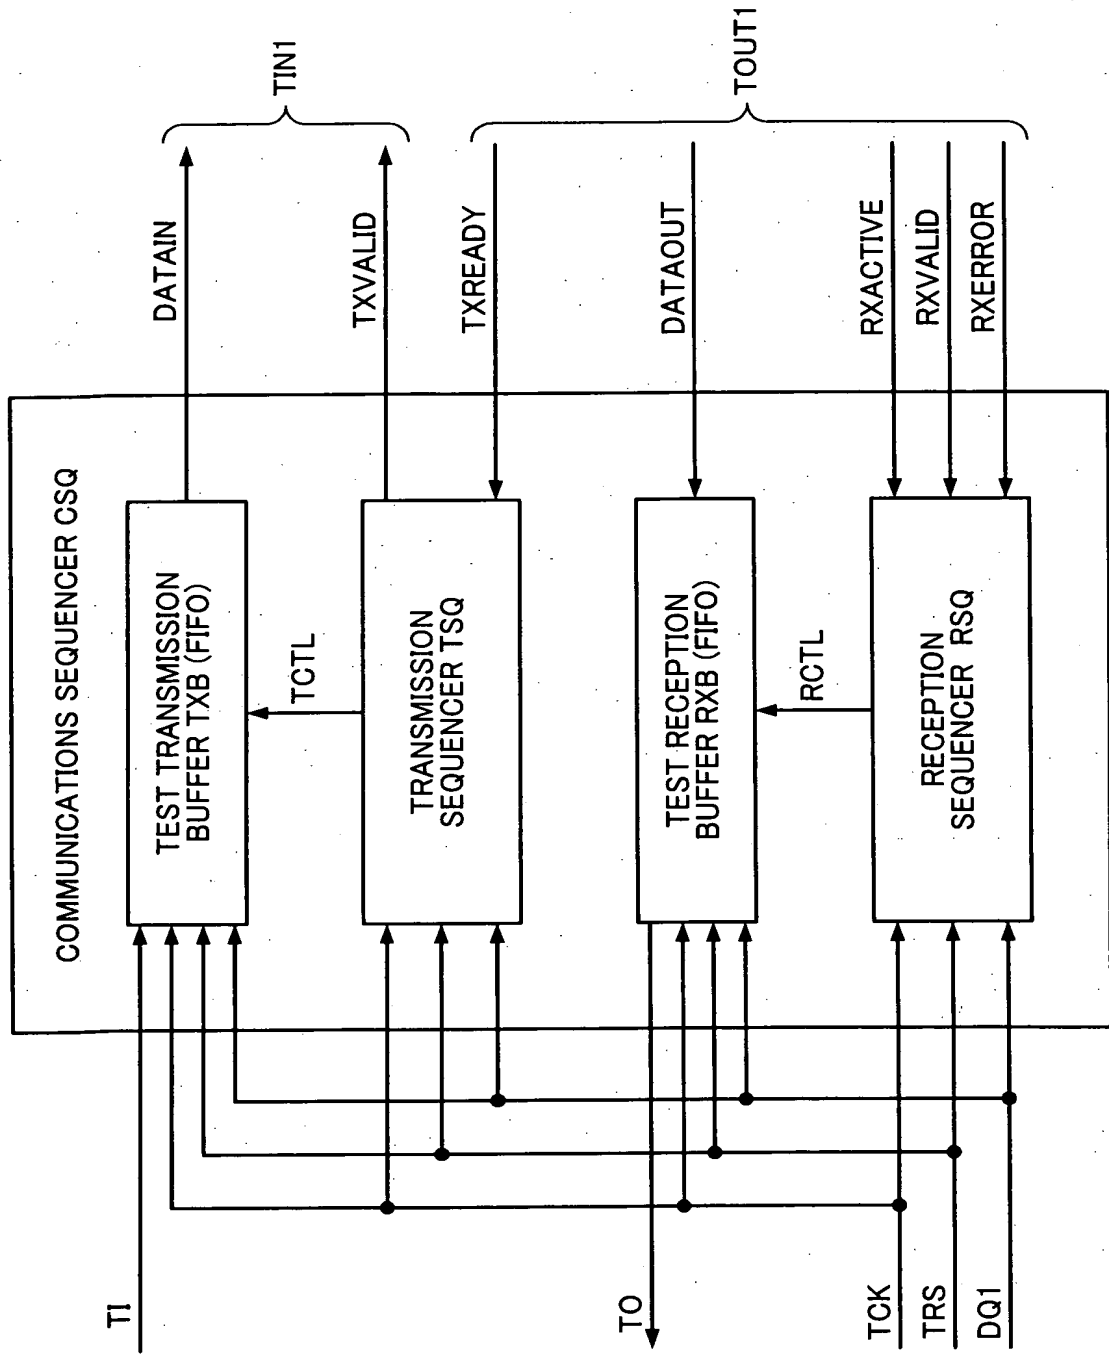 COMMUNICATIONS SEQUENCER CSQ
TI
TEST TRANSMISSION
BUFFER TXB (FIFO)
DATAIN
TIN1
TCTL
TRANSMISSION
SEQUENCER TSQ
TXVALID
TXREADY
TO
TEST RECEPTION
BUFFER RXB (FIFO)
DATAOUT
TOUT1
RCTL
TCK
TRS
DQ1
RECEPTION
SEQUENCER RSQ
RXACTIVE
RXVALID
RXERROR